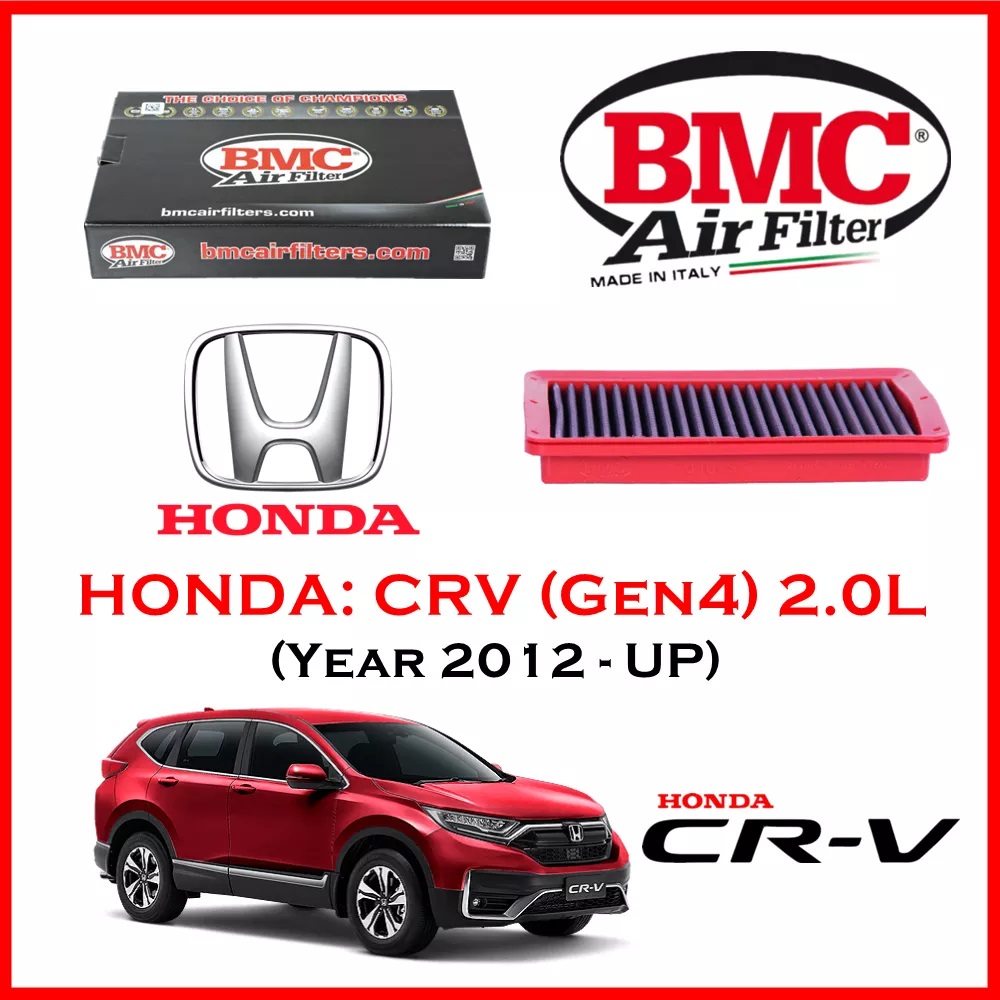 THE CHOICE OF CHAMPIONS
BMC
Air Filter
bmcairfilters.com
BMC
Air Filter
bmcairfilters.com
BMC®
Air Filter
MADE IN ITALY
HONDA
BMC
HONDA: CRV (GEN4) 2.0L
(YEAR 2012 - UP)
HONDA
CR-V
CR-V